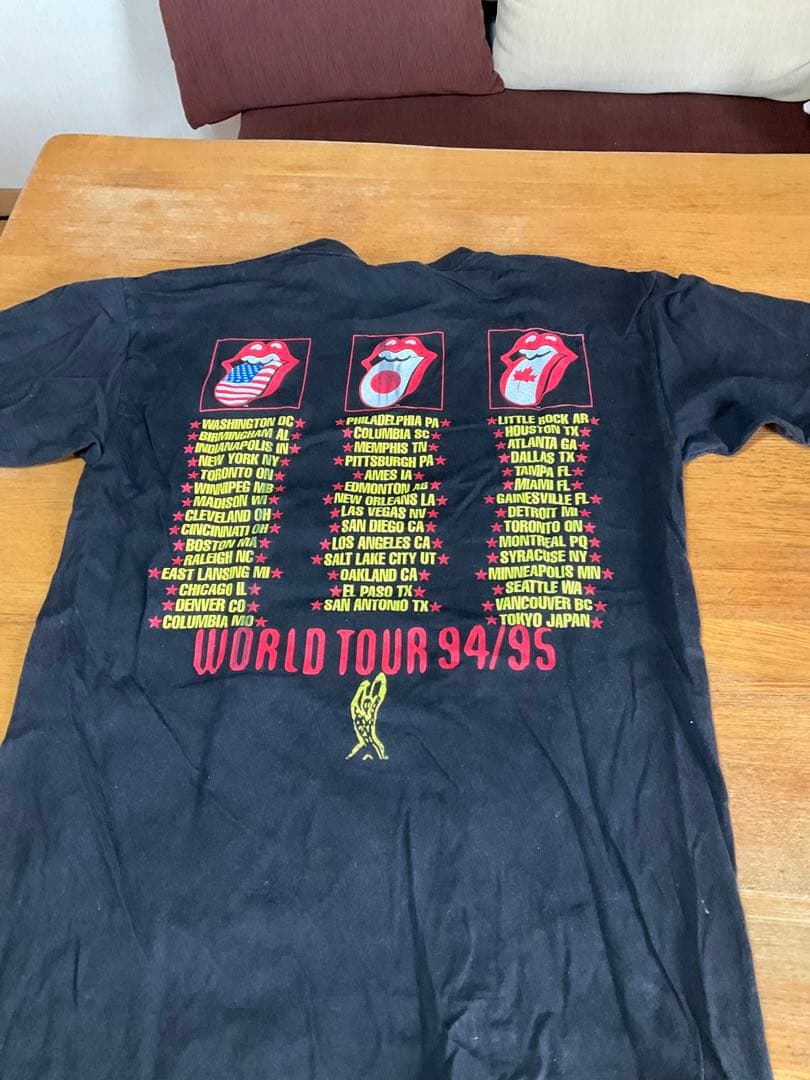 WASHINGTON DC
BIRMINGHAM AL
INDIANAPOLIS IN
NEW YORK NY
TORONTO ON
WINNIPEG MB
MADISON WI
CLEVELAND OH
CINCINNATI OH
BOSTON MA
RALEIGH NC
EAST LANSING MI
CHICAGO IL
DENVER CO
COLUMBIA MO
PHILADELPHIA PA
COLUMBIA SC
MEMPHIS TN
PITTSBURGH PA
AMES IA
EDMONTON AB
NEW ORLEANS LA
LAS VEGAS NV
SAN DIEGO CA
LOS ANGELES CA
SALT LAKE CITY UT
OAKLAND CA
EL PASO TX
SAN ANTONIO TX
LITTLE ROCK AR
HOUSTON TX
ATLANTA GA
DALLAS TX
TAMPA FL
MIAMI FL
GAINESVILLE FL
DETROIT MI
TORONTO ON
MONTREAL PQ
SYRACUSE NY
MINNEAPOLIS MN
SEATTLE WA
VANCOUVER BC
TOKYO JAPAN
WORLD TOUR 94/95